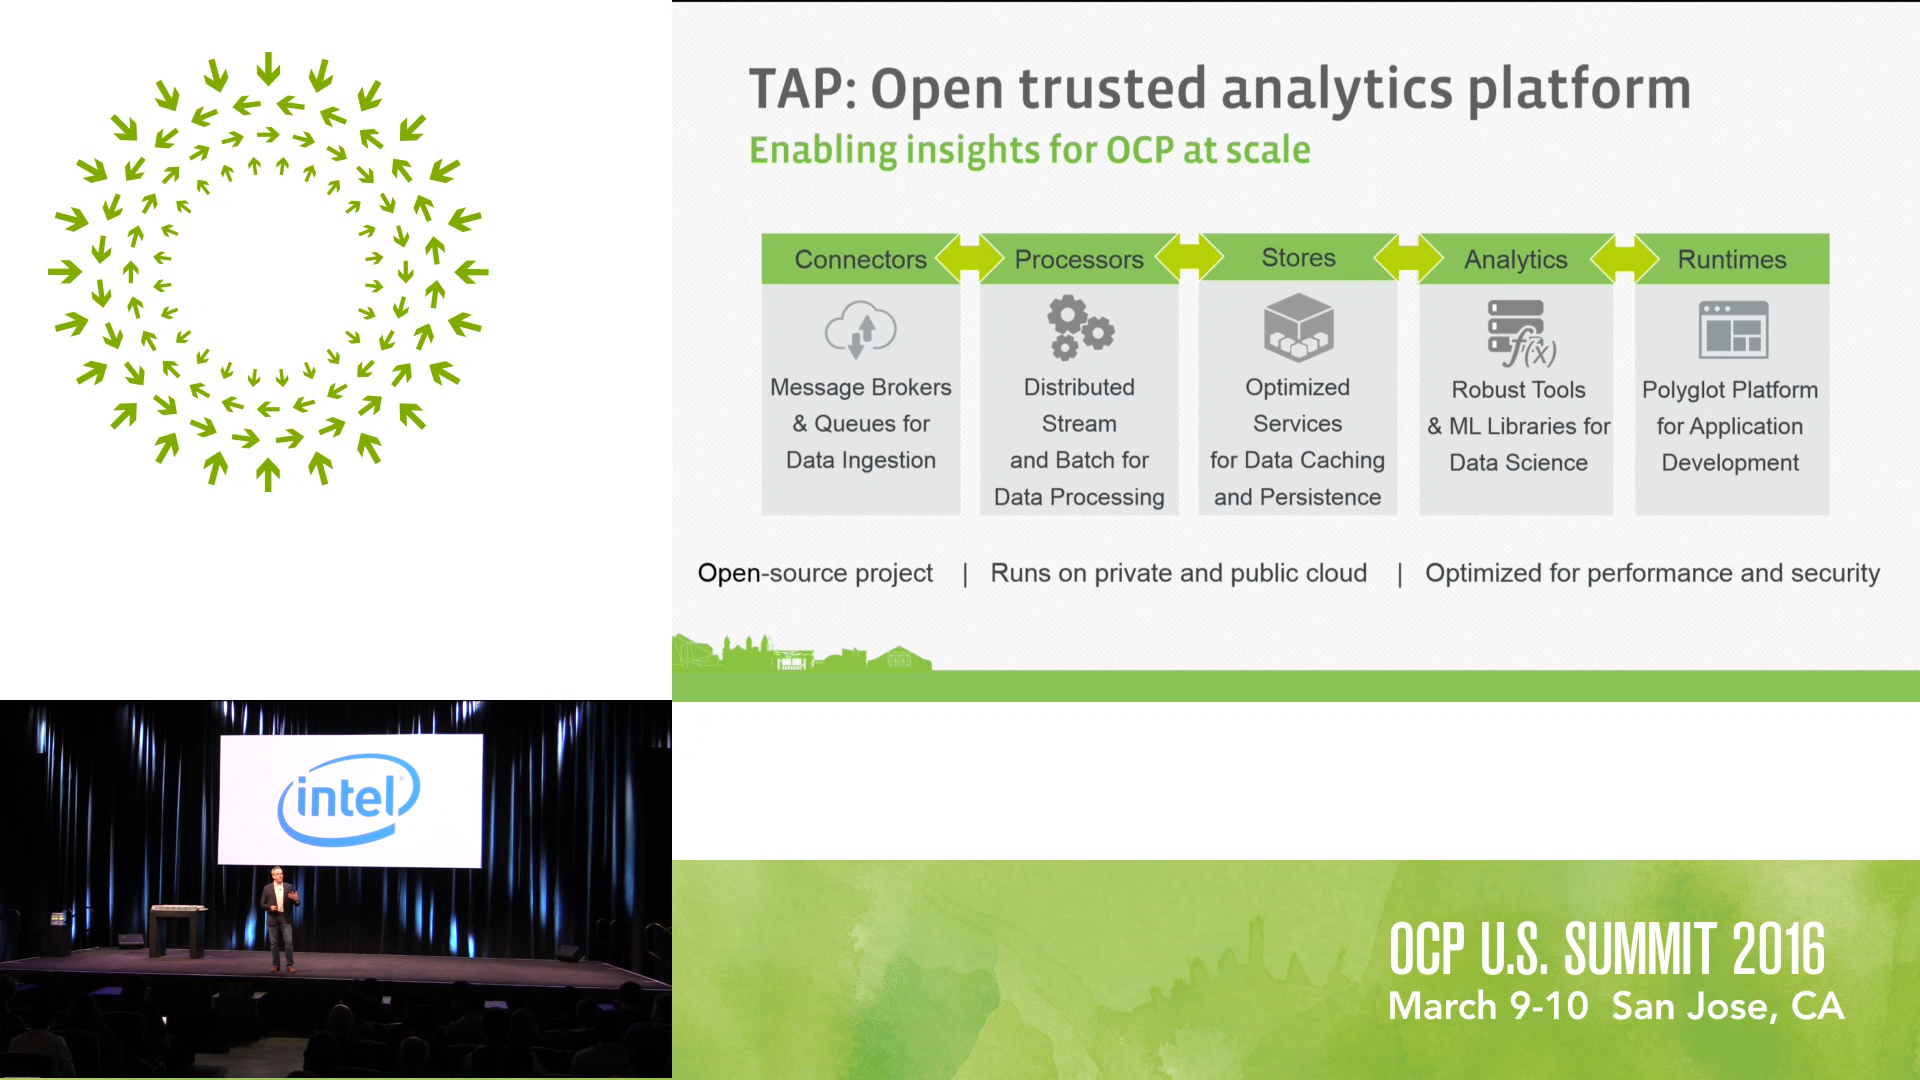 TAP: Open trusted analytics platform
Enabling insights for OCP at scale
Connectors
Message Brokers
& Queues for
Data Ingestion
Processors
Distributed
Stream
and Batch for
Data Processing
Stores
Optimized
Services
for Data Caching
and Persistence
Analytics
f(x)
Robust Tools
& ML Libraries for
Data Science
Runtimes
Polyglot Platform
for Application
Development
Open-source project | Runs on private and public cloud | Optimized for performance and security
intel
OCP U.S. SUMMIT 2016
March 9-10 San Jose, CA